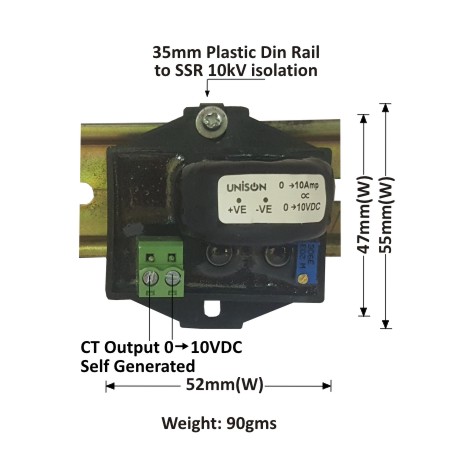 35mm Plastic Din Rail
to SSR 10kV isolation
UNISON 0 →10Amp
∝
+VE -VE 0 →10VDC
47mm(W)
55mm(W)
CT Output 0→10VDC
Self Generated
52mm(W)
Weight: 90gms